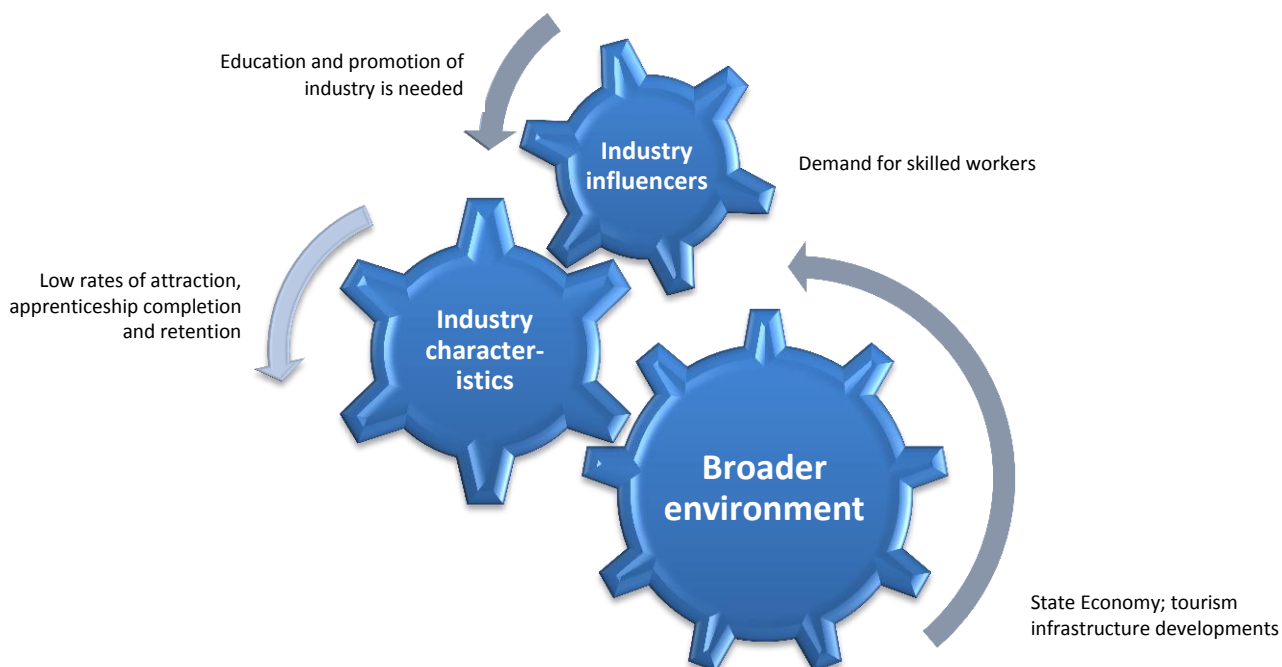 Education and promotion of
industry is needed
Industry
influencers
Demand for skilled workers
Low rates of attraction,
apprenticeship completion
and retention
Industry
character-
istics
Broader
environment
State Economy; tourism
infrastructure developments